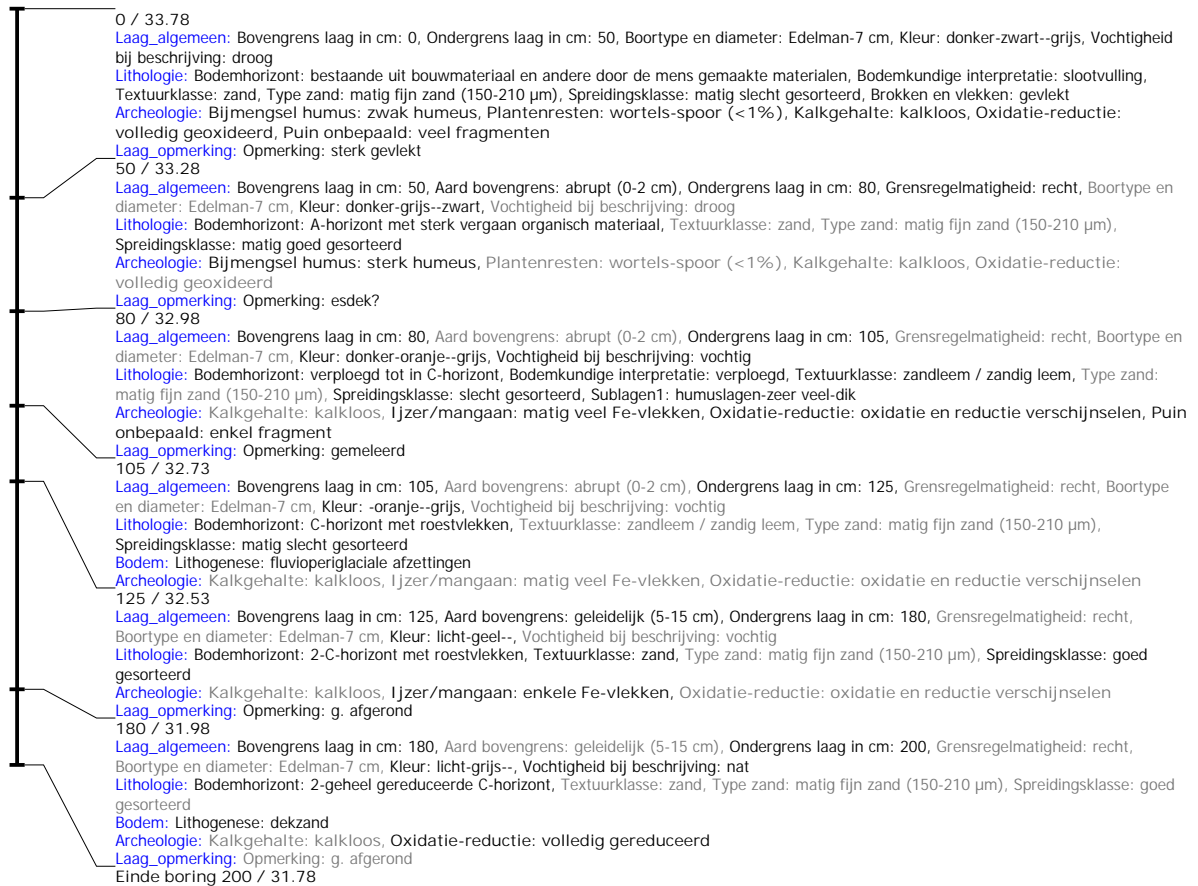 0 / 33.78
Laag_algemeen: Bovengrens laag in cm: 0, Ondergrens laag in cm: 50, Boortype en diameter: Edelman-7 cm, Kleur: donker-zwart--grijs, Vochtigheid
bij beschrijving: droog
Lithologie: Bodemhorizont: bestaande uit bouwmateriaal en andere door de mens gemaakte materialen, Bodemkundige interpretatie: slootvulling,
Textuurklasse: zand, Type zand: matig fijn zand (150-210 µm), Spreidingsklasse: matig slecht gesorteerd, Brokken en vlekken: gevlekt
Archeologie: Bijmengsel humus: zwak humeus, Plantenresten: wortels-spoor (<1%), Kalkgehalte: kalkloos, Oxidatie-reductie:
volledig geoxideerd, Puin onbepaald: veel fragmenten
Laag_opmerking: Opmerking: sterk gevlekt
50 / 33.28
Laag_algemeen: Bovengrens laag in cm: 50, Aard bovengrens: abrupt (0-2 cm), Ondergrens laag in cm: 80, Grensregelmatigheid: recht, Boortype en
diameter: Edelman-7 cm, Kleur: donker-grijs--zwart, Vochtigheid bij beschrijving: droog
Lithologie: Bodemhorizont: A-horizont met sterk vergaan organisch materiaal, Textuurklasse: zand, Type zand: matig fijn zand (150-210 µm),
Spreidingsklasse: matig goed gesorteerd
Archeologie: Bijmengsel humus: sterk humeus, Plantenresten: wortels-spoor (<1%), Kalkgehalte: kalkloos, Oxidatie-reductie:
volledig geoxideerd
Laag_opmerking: Opmerking: esdek?
80 / 32.98
Laag_algemeen: Bovengrens laag in cm: 80, Aard bovengrens: abrupt (0-2 cm), Ondergrens laag in cm: 105, Grensregelmatigheid: recht, Boortype en
diameter: Edelman-7 cm, Kleur: donker-oranje--grijs, Vochtigheid bij beschrijving: vochtig
Lithologie: Bodemhorizont: verploegd tot in C-horizont, Bodemkundige interpretatie: verploegd, Textuurklasse: zandleem / zandig leem, Type zand:
matig fijn zand (150-210 µm), Spreidingsklasse: slecht gesorteerd, Sublagen1: humuslagen-zeer veel-dik
Archeologie: Kalkgehalte: kalkloos, Ijzer/mangaan: matig veel Fe-vlekken, Oxidatie-reductie: oxidatie en reductie verschijnselen, Puin
onbepaald: enkel fragment
Laag_opmerking: Opmerking: gemeleerd
105 / 32.73
Laag_algemeen: Bovengrens laag in cm: 105, Aard bovengrens: abrupt (0-2 cm), Ondergrens laag in cm: 125, Grensregelmatigheid: recht, Boortype
en diameter: Edelman-7 cm, Kleur: -oranje--grijs, Vochtigheid bij beschrijving: vochtig
Lithologie: Bodemhorizont: C-horizont met roestvlekken, Textuurklasse: zandleem / zandig leem, Type zand: matig fijn zand (150-210 µm),
Spreidingsklasse: matig slecht gesorteerd
Bodem: Lithogenese: fluvioperiglaciale afzettingen
Archeologie: Kalkgehalte: kalkloos, Ijzer/mangaan: matig veel Fe-vlekken, Oxidatie-reductie: oxidatie en reductie verschijnselen
125 / 32.53
Laag_algemeen: Bovengrens laag in cm: 125, Aard bovengrens: geleidelijk (5-15 cm), Ondergrens laag in cm: 180, Grensregelmatigheid: recht,
Boortype en diameter: Edelman-7 cm, Kleur: licht-geel--, Vochtigheid bij beschrijving: vochtig
Lithologie: Bodemhorizont: 2-C-horizont met roestvlekken, Textuurklasse: zand, Type zand: matig fijn zand (150-210 µm), Spreidingsklasse: goed
gesorteerd
Archeologie: Kalkgehalte: kalkloos, Ijzer/mangaan: enkele Fe-vlekken, Oxidatie-reductie: oxidatie en reductie verschijnselen
Laag_opmerking: Opmerking: g. afgerond
180 / 31.98
Laag_algemeen: Bovengrens laag in cm: 180, Aard bovengrens: geleidelijk (5-15 cm), Ondergrens laag in cm: 200, Grensregelmatigheid: recht,
Boortype en diameter: Edelman-7 cm, Kleur: licht-grijs--, Vochtigheid bij beschrijving: nat
Lithologie: Bodemhorizont: 2-geheel gereduceerde C-horizont, Textuurklasse: zand, Type zand: matig fijn zand (150-210 µm), Spreidingsklasse: goed
gesorteerd
Bodem: Lithogenese: dekzand
Archeologie: Kalkgehalte: kalkloos, Oxidatie-reductie: volledig gereduceerd
Laag_opmerking: Opmerking: g. afgerond
Einde boring 200 / 31.78